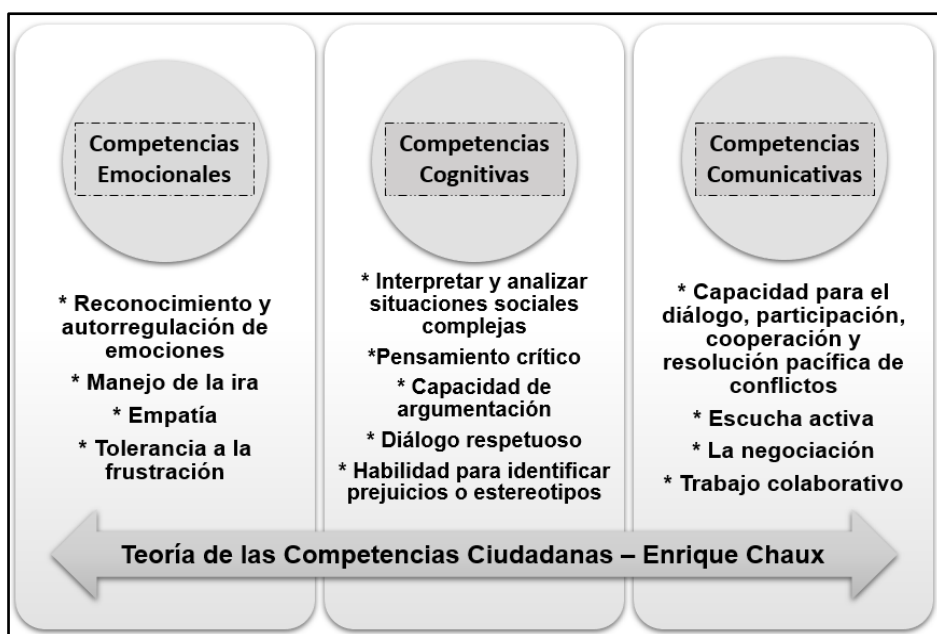 Competencias
Emocionales
* Reconocimiento y
autorregulación de
emociones
* Manejo de la ira
* Empatía
* Tolerancia a la
frustración
Competencias
Cognitivas
* Interpretar y analizar
situaciones sociales
complejas
*Pensamiento crítico
* Capacidad de
argumentación
* Diálogo respetuoso
* Habilidad para identificar
prejuicios o estereotipos
Competencias
Comunicativas
* Capacidad para el
diálogo, participación,
cooperación y
resolución pacífica de
conflictos
* Escucha activa
* La negociación
* Trabajo colaborativo
Teoría de las Competencias Ciudadanas – Enrique Chaux